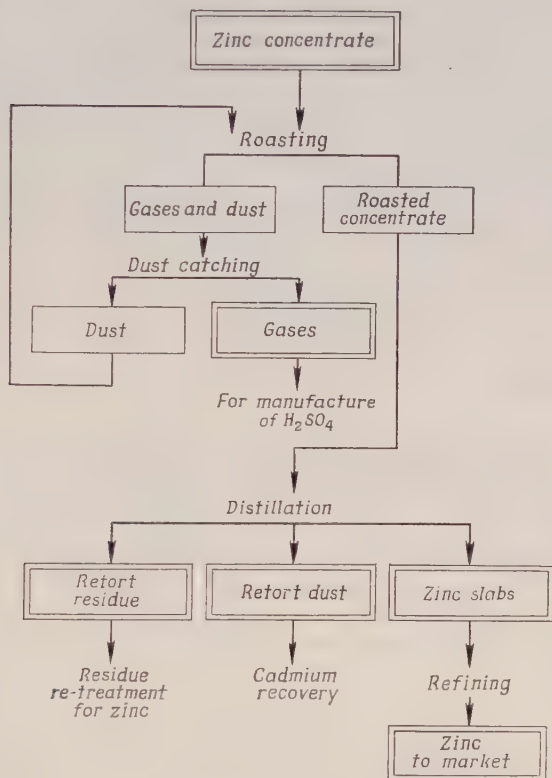 Zinc concentrate
Roasting
Gases and dust
Roasted
concentrate
Dust catching
Dust
Gases
For manufacture
of H₂SO₄
Distillation
Retort
residue
Retort dust
Zinc slabs
Residue
re-treatment
for zinc
Cadmium
recovery
Refining
Zinc
to market